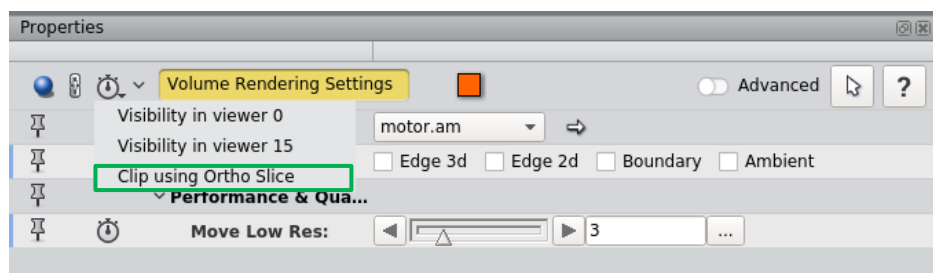 Properties
Volume Rendering Settings Advanced ?
Visibility in viewer 0
motor.am
Visibility in viewer 15
Edge 3d Edge 2d Boundary Ambient
Clip using Ortho Slice
Performance & Qua...
Move Low Res: 3 ...